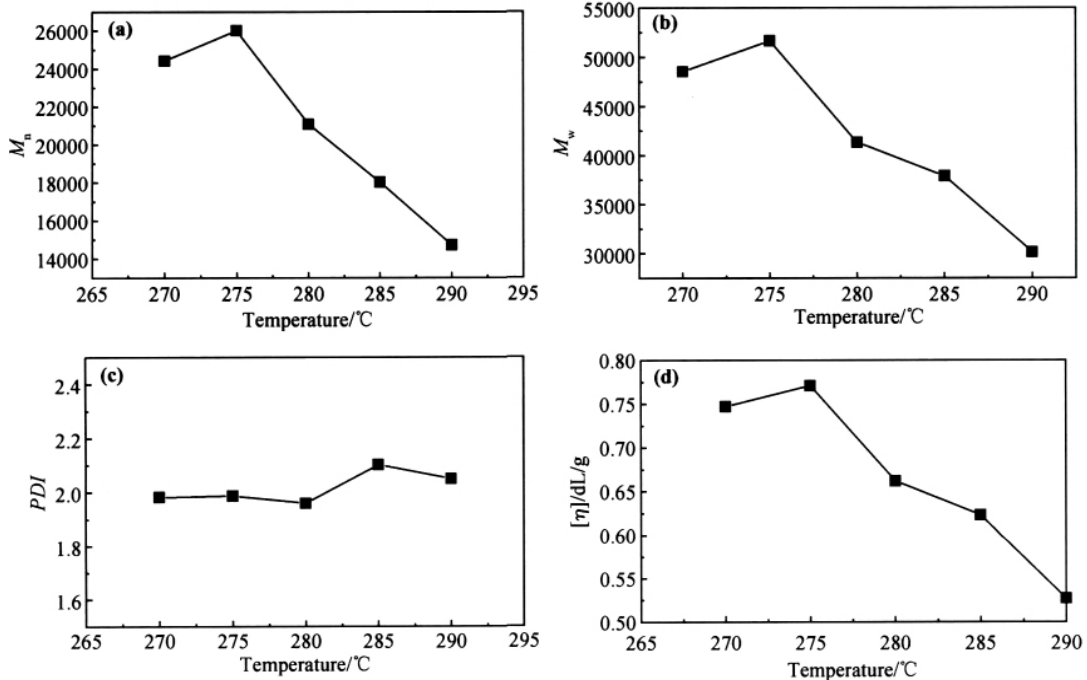 (a)
26000
24000
22000
20000
18000
16000
14000
M_n
265 270 275 280 285 290 295
Temperature/℃
(b)
55000
50000
45000
40000
35000
30000
M_w
270 275 280 285 290
Temperature/℃
(c)
2.4
2.2
2.0
1.8
1.6
PDI
265 270 275 280 285 290 295
Temperature/℃
(d)
0.80
0.75
0.70
0.65
0.60
0.55
0.50
[η]/dL/g
265 270 275 280 285 290
Temperature/℃